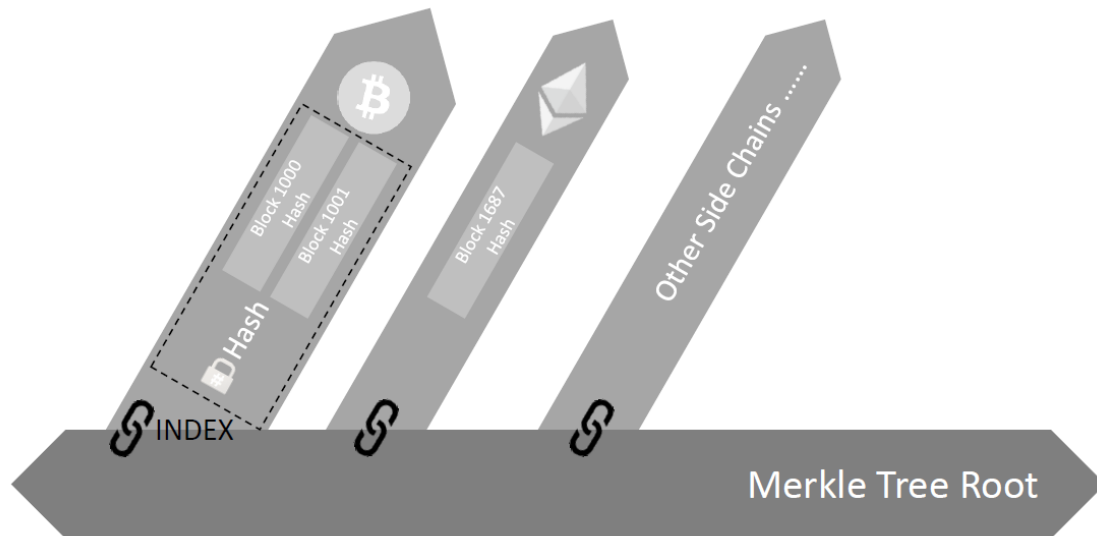 Block 1000
Hash
Block 1001
Hash
Hash
INDEX
Block 1687
Hash
Other Side Chains ......
Merkle Tree Root